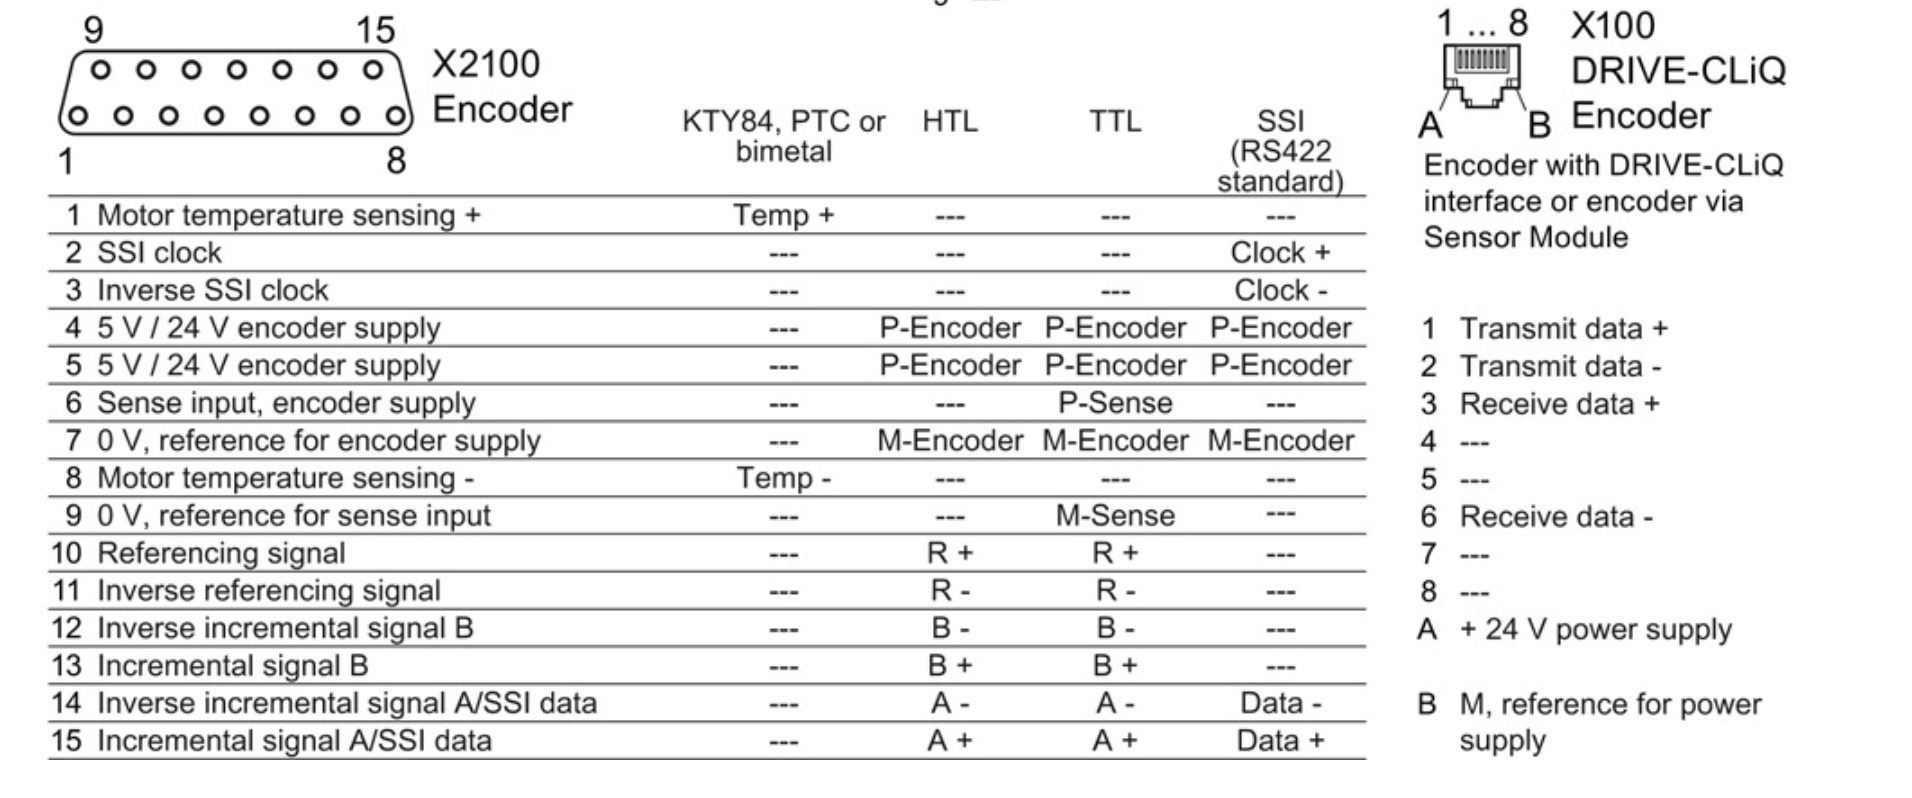 9 15
X2100
Encoder
1 8
KTY84, PTC or bimetal HTL TTL SSI (RS422 standard)
1 Motor temperature sensing + Temp + --- --- ---
2 SSI clock --- --- --- Clock +
3 Inverse SSI clock --- --- --- Clock -
4 5 V / 24 V encoder supply --- P-Encoder P-Encoder P-Encoder
5 5 V / 24 V encoder supply --- P-Encoder P-Encoder P-Encoder
6 Sense input, encoder supply --- --- P-Sense ---
7 0 V, reference for encoder supply --- M-Encoder M-Encoder M-Encoder
8 Motor temperature sensing - Temp - --- --- ---
9 0 V, reference for sense input --- --- M-Sense ---
10 Referencing signal --- R + R + ---
11 Inverse referencing signal --- R - R - ---
12 Inverse incremental signal B --- B - B - ---
13 Incremental signal B --- B + B + ---
14 Inverse incremental signal A/SSI data --- A - A - Data -
15 Incremental signal A/SSI data --- A + A + Data +
1 ... 8 X100
DRIVE-CLiQ
A B Encoder
Encoder with DRIVE-CLiQ
interface or encoder via
Sensor Module
1 Transmit data +
2 Transmit data -
3 Receive data +
4 ---
5 ---
6 Receive data -
7 ---
8 ---
A + 24 V power supply
B M, reference for power
supply